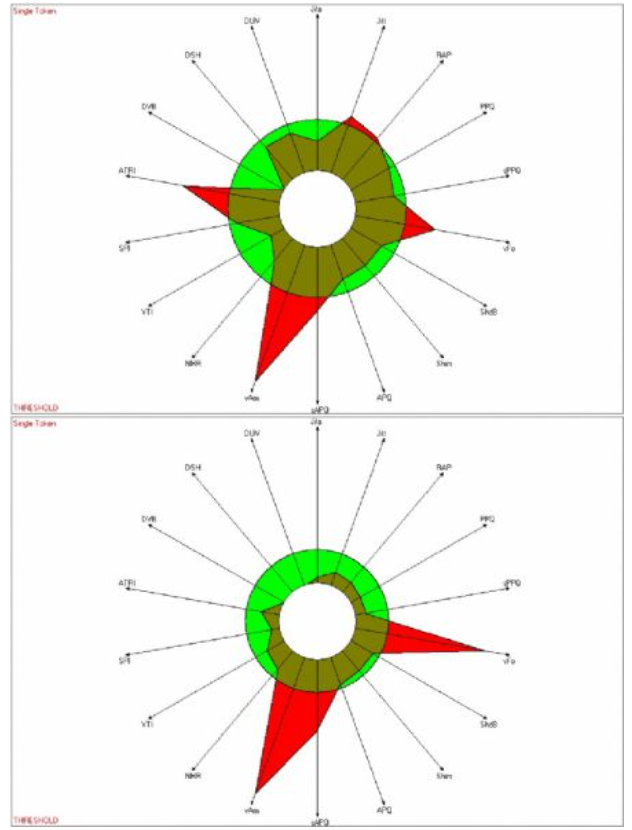 Single Token
Jita
DUV
Jitt
DSH
RAP
DVB
PPQ
ATRI
sPPQ
SPI
vFo
VTI
ShdB
NHR
Shim
vAm
APQ
sAPQ
THRESHOLD
Single Token
Jita
DUV
Jitt
DSH
RAP
DVB
PPQ
ATRI
sPPQ
SPI
vFo
VTI
ShdB
NHR
Shim
vAm
APQ
sAPQ
THRESHOLD